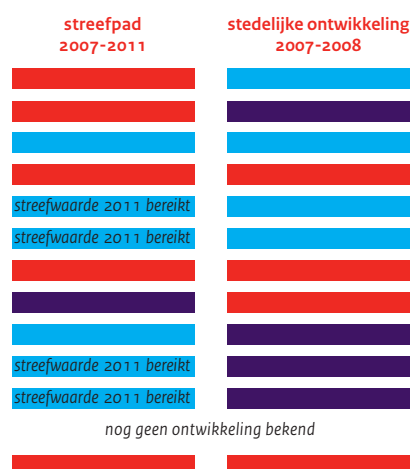 streefpad
2007-2011
stedelijke ontwikkeling
2007-2008
streefwaarde 2011 bereikt
streefwaarde 2011 bereikt
streefwaarde 2011 bereikt
streefwaarde 2011 bereikt
nog geen ontwikkeling bekend